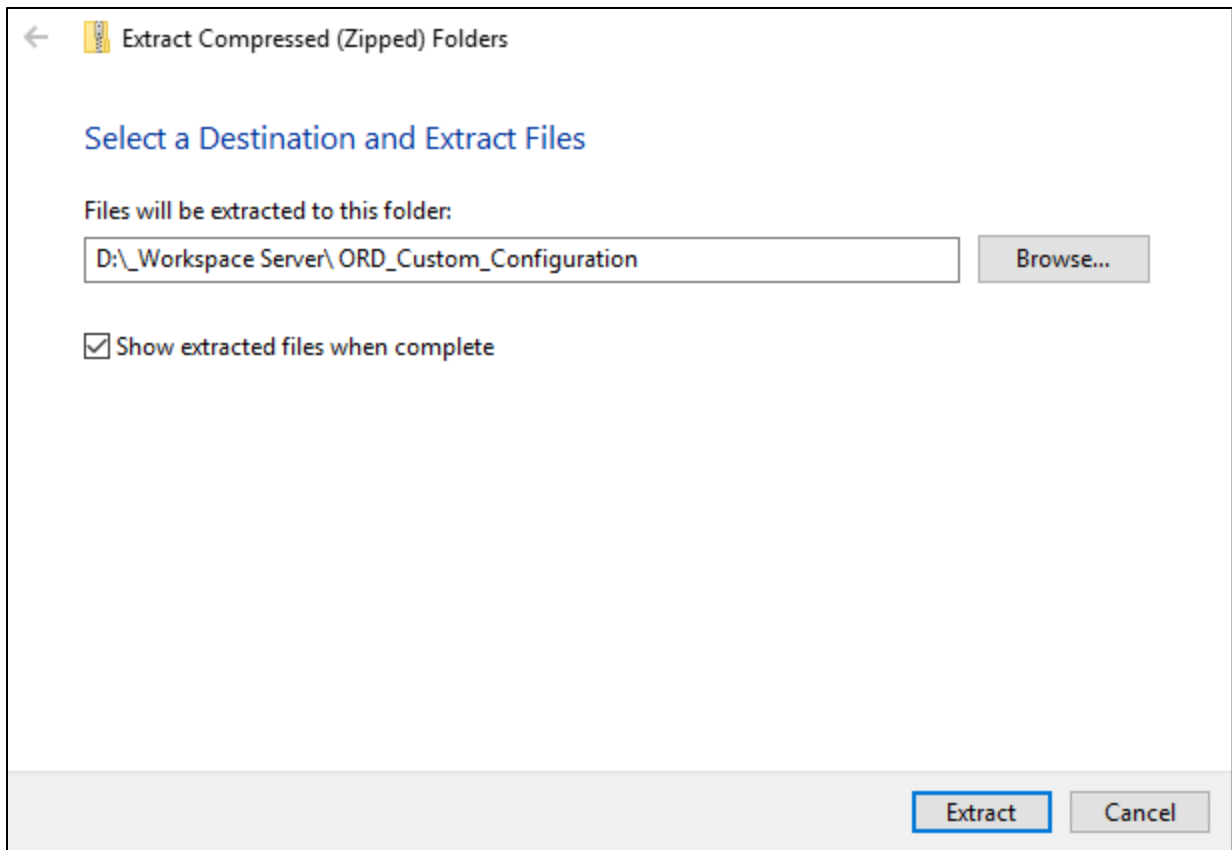 Extract Compressed (Zipped) Folders
Select a Destination and Extract Files
Files will be extracted to this folder:
D:\_Workspace Server\ ORD_Custom_Configuration
Browse...
Show extracted files when complete
Extract
Cancel